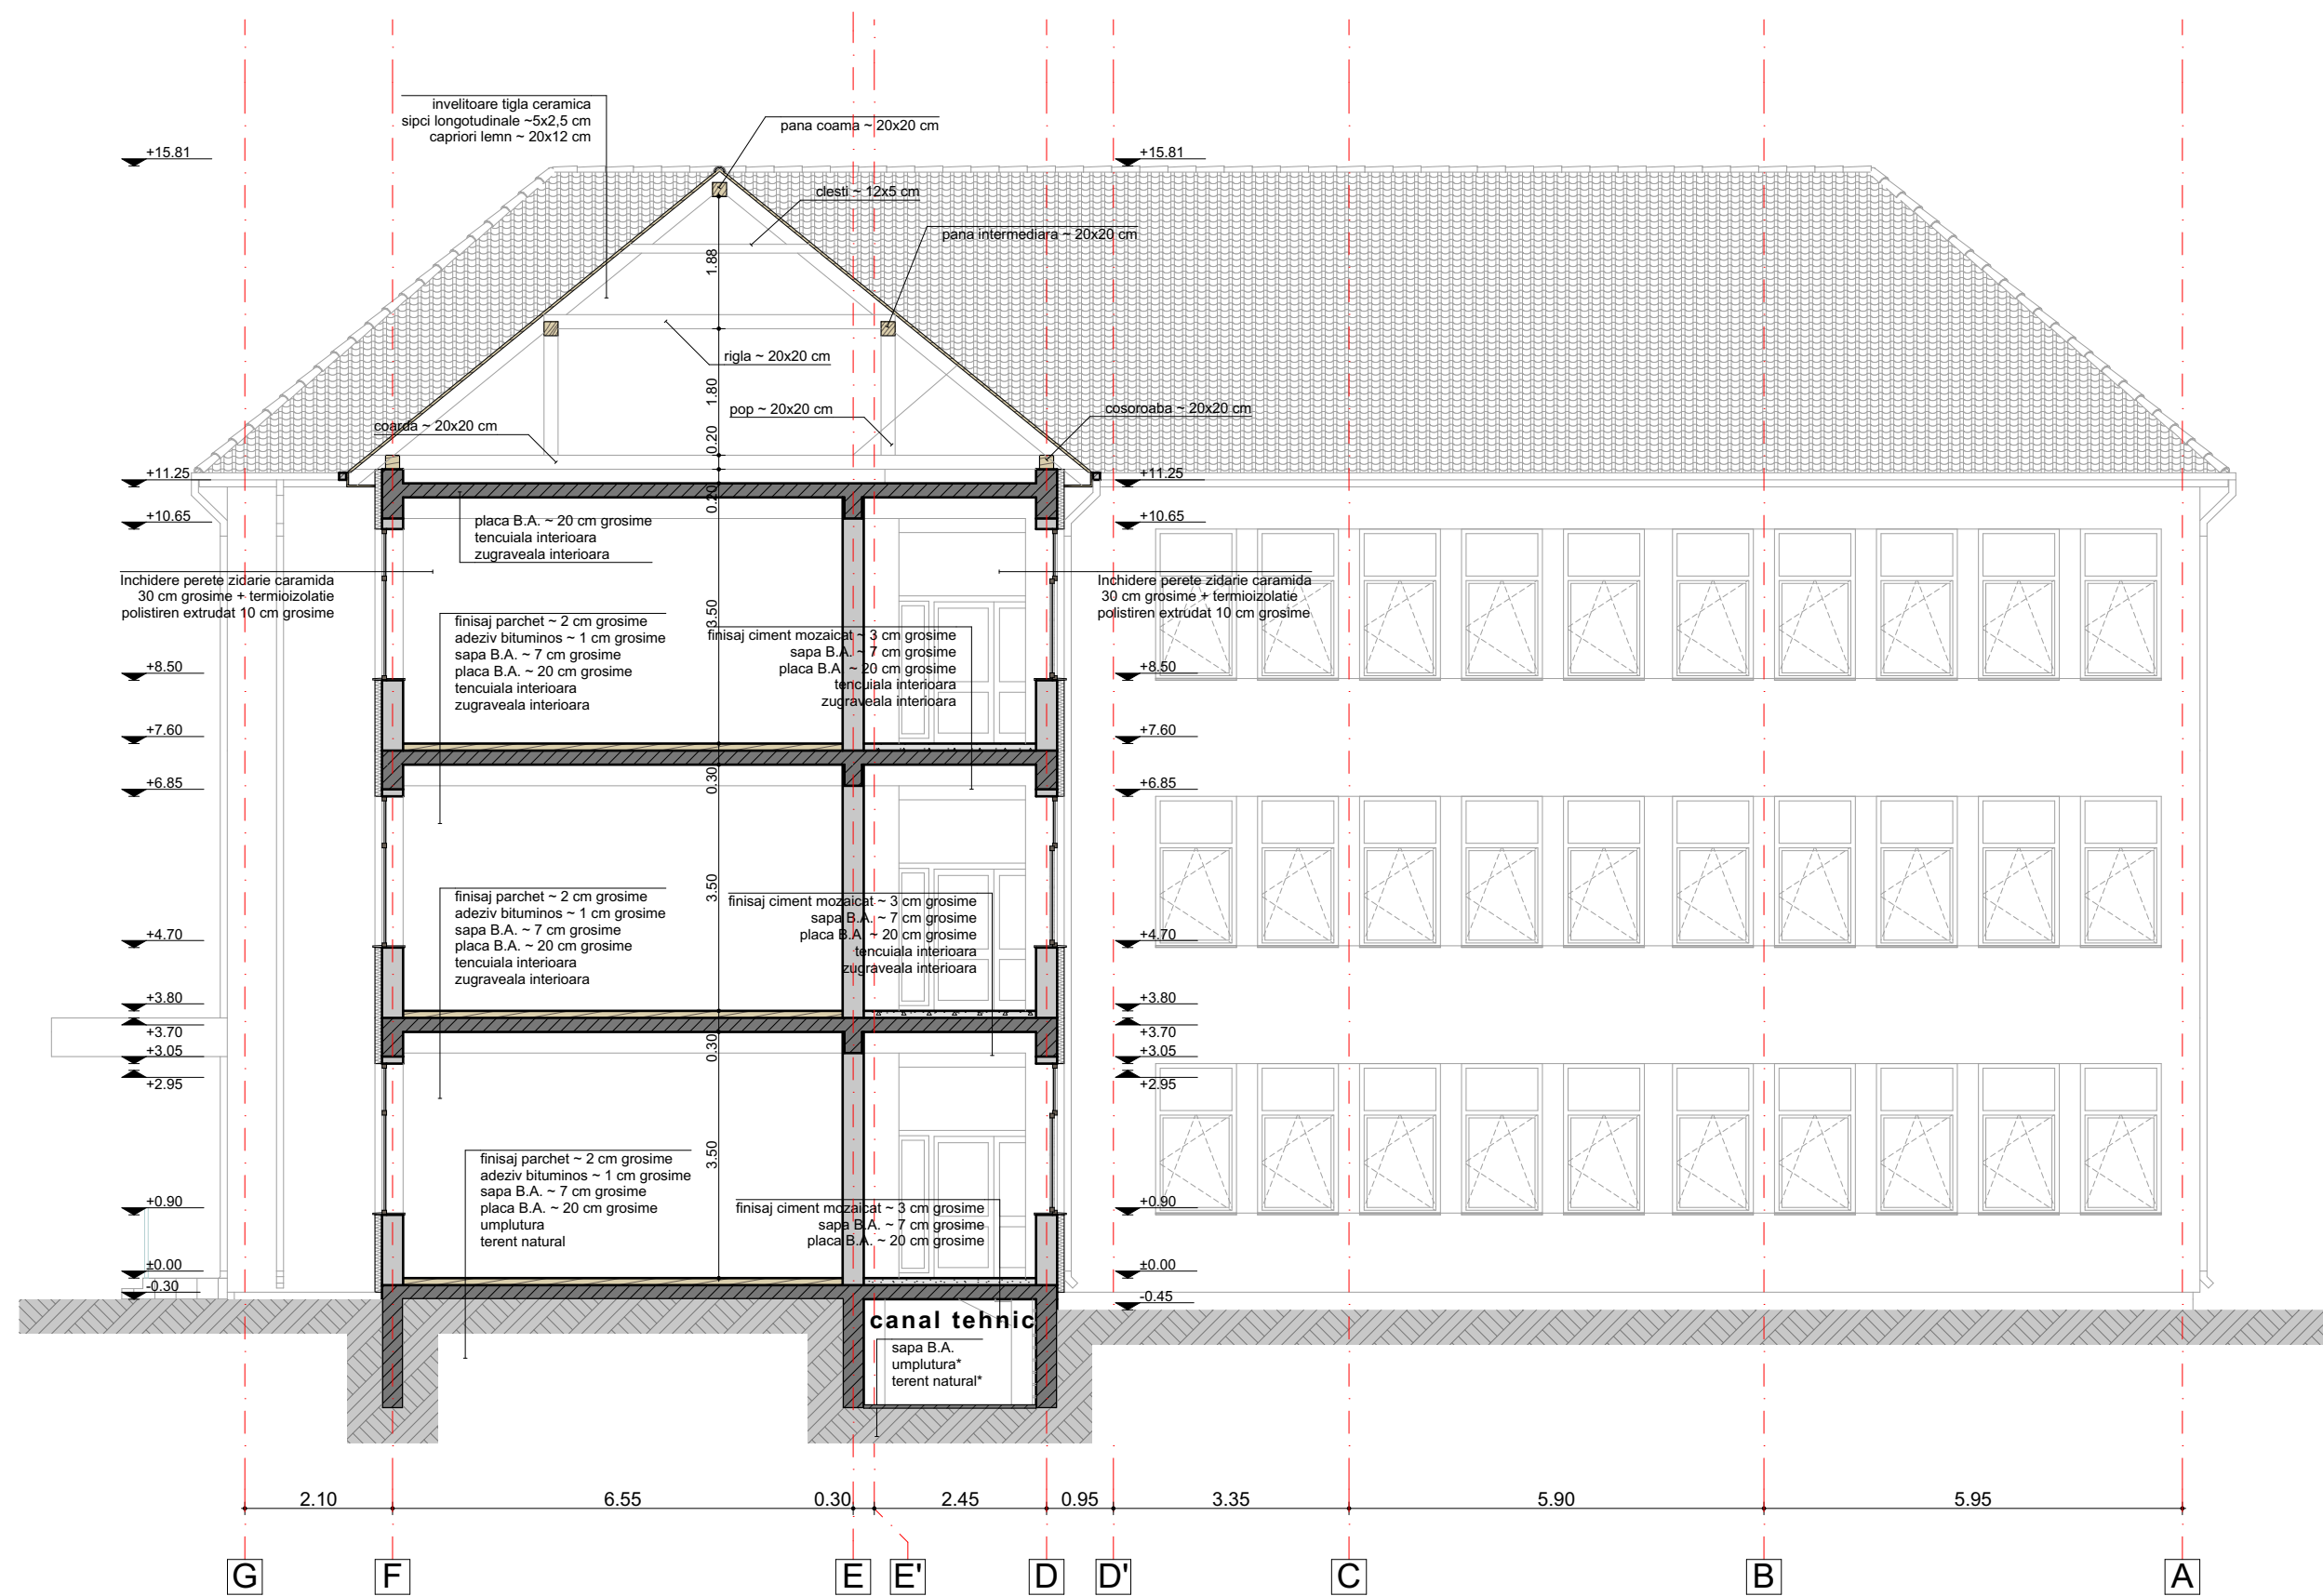 invelitoare tigla ceramica
sipci longotudinale ~5x2,5 cm
capriori lemn ~ 20x12 cm
pana coama ~ 20x20 cm
+15.81
+15.81
clesti ~ 12x5 cm
pana intermediara ~ 20x20 cm
1.88
rigla ~ 20x20 cm
1.80
pop ~ 20x20 cm
cosoroaba ~ 20x20 cm
coarda ~ 20x20 cm
0.20
+11.25
+11.25
0.20
+10.65
+10.65
placa B.A. ~ 20 cm grosime
tencuiala interioara
zugraveala interioara
Inchidere perete zidarie caramida
30 cm grosime + termioizolatie
polistiren extrudat 10 cm grosime
Inchidere perete zidarie caramida
30 cm grosime + termioizolatie
polistiren extrudat 10 cm grosime
finisaj parchet ~ 2 cm grosime
adeziv bituminos ~ 1 cm grosime
sapa B.A. ~ 7 cm grosime
placa B.A. ~ 20 cm grosime
tencuiala interioara
zugraveala interioara
3.50
finisaj ciment mozaicat ~ 3 cm grosime
sapa B.A. ~ 7 cm grosime
placa B.A. ~ 20 cm grosime
tencuiala interioara
zugraveala interioara
+8.50
+8.50
+7.60
+7.60
0.30
+6.85
+6.85
finisaj parchet ~ 2 cm grosime
adeziv bituminos ~ 1 cm grosime
sapa B.A. ~ 7 cm grosime
placa B.A. ~ 20 cm grosime
tencuiala interioara
zugraveala interioara
3.50
finisaj ciment mozaicat ~ 3 cm grosime
sapa B.A. ~ 7 cm grosime
placa B.A. ~ 20 cm grosime
tencuiala interioara
zugraveala interioara
+4.70
+4.70
+3.80
+3.80
+3.70
+3.70
0.30
+3.05
+3.05
+2.95
+2.95
finisaj parchet ~ 2 cm grosime
adeziv bituminos ~ 1 cm grosime
sapa B.A. ~ 7 cm grosime
placa B.A. ~ 20 cm grosime
umplutura
terent natural
3.50
finisaj ciment mozaicat ~ 3 cm grosime
sapa B.A. ~ 7 cm grosime
placa B.A. ~ 20 cm grosime
+0.90
+0.90
±0.00
±0.00
-0.30
-0.45
canal tehnic
sapa B.A.
umplutura*
terent natural*
2.10 6.55 0.30 2.45 0.95 3.35 5.90 5.95
G F E E' D D' C B A